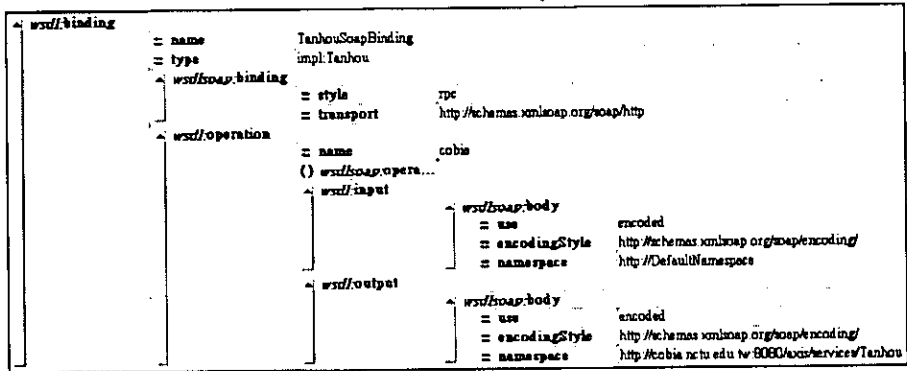 wsdl:binding
= name TanhouSoapBinding
= type impl:Tanhou
wsdlsoap:binding
= style rpc
= transport http://schemas.xmlsoap.org/soap/http
wsdl:operation
= name cobia
() wsdlsoap:opera...
wsdl:input
wsdlsoap:body
= use encoded
= encodingStyle http://schemas.xmlsoap.org/soap/encoding/
= namespace http://DefaultNamespace
wsdl:output
wsdlsoap:body
= use encoded
= encodingStyle http://schemas.xmlsoap.org/soap/encoding/
= namespace http://cobia.nctu.edu.tw:8080/axis/services/Tanhou